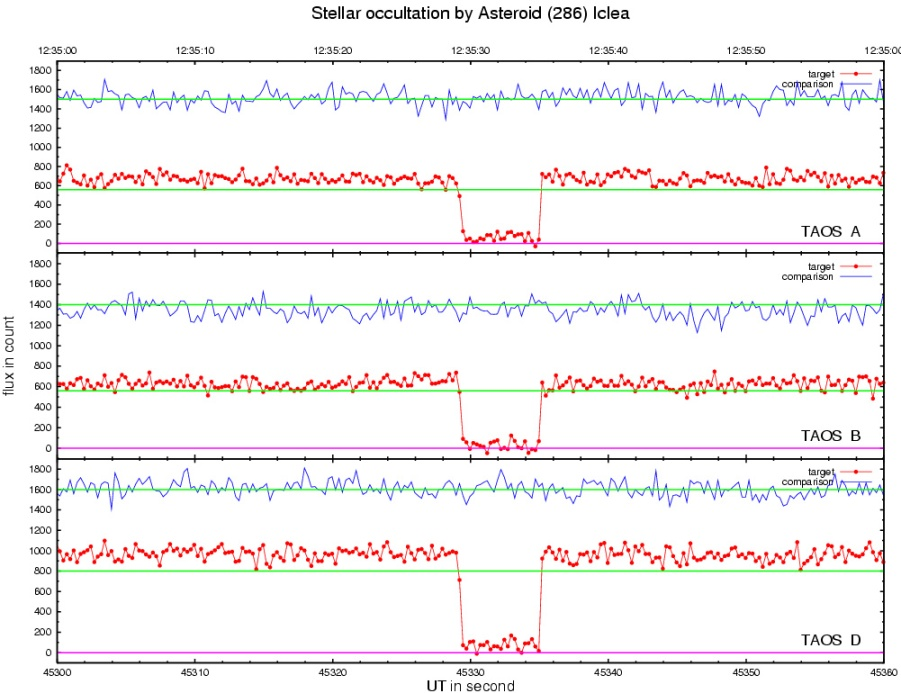 Stellar occultation by Asteroid (286) Iclea
12:35:00 12:35:10 12:35:20 12:35:30 12:35:40 12:35:50 12:35:0
1800
1600
1400
1200
1000
800
600
400
200
0
target
comparison
TAOS A
1800
1600
1400
1200
1000
800
600
400
200
0
target
comparison
TAOS B
flux in count
1800
1600
1400
1200
1000
800
600
400
200
0
target
comparison
TAOS D
45300 45310 45320 45330 45340 45350 45360
UT in second